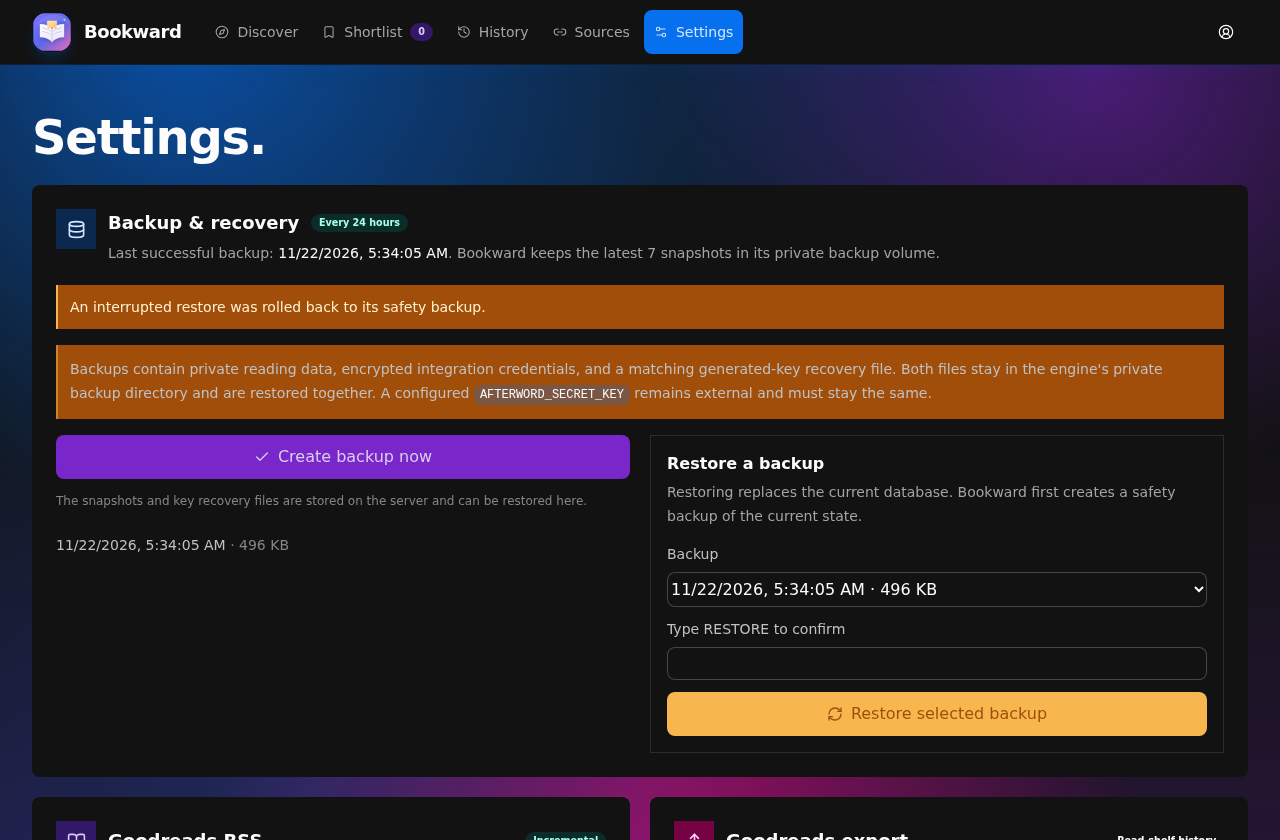 Bookward
Discover
Shortlist 0
History
Sources
Settings
Settings.
Backup & recovery Every 24 hours
Last successful backup: 11/22/2026, 5:34:05 AM. Bookward keeps the latest 7 snapshots in its private backup volume.
An interrupted restore was rolled back to its safety backup.
Backups contain private reading data, encrypted integration credentials, and a matching generated-key recovery file. Both files stay in the engine's private
backup directory and are restored together. A configured AFTERWORD_SECRET_KEY remains external and must stay the same.
Create backup now
The snapshots and key recovery files are stored on the server and can be restored here.
11/22/2026, 5:34:05 AM · 496 KB
Restore a backup
Restoring replaces the current database. Bookward first creates a safety
backup of the current state.
Backup
11/22/2026, 5:34:05 AM · 496 KB
Type RESTORE to confirm
Restore selected backup
Goodreads RSS Incremental
Goodreads export Read shelf history